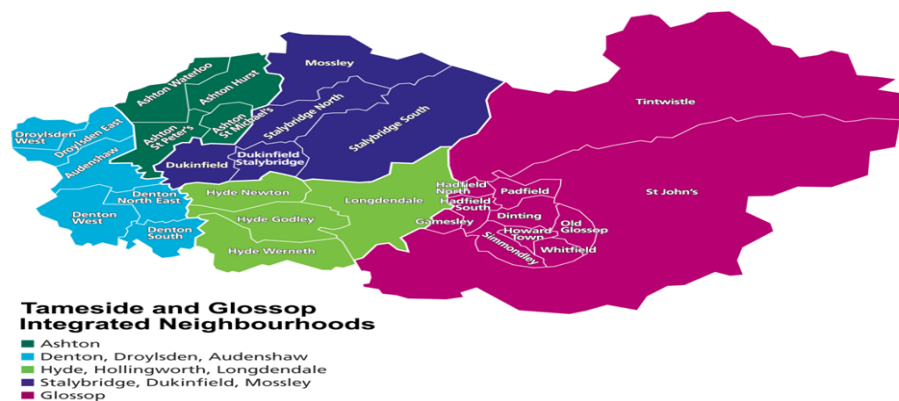 Mossley
Ashton Waterloo
Ashton Hurst
Tintwistle
Stalybridge North
Stalybridge South
Ashton
St Michael's
Ashton
St Peter's
Droylsden
West
Droylsden East
Audenshaw
Dukinfield
Dukinfield
Stalybridge
Hyde Newton
Longdendale
Hadfield
North
Padfield
St John's
Hadfield
South
Denton
North East
Denton
West
Denton
South
Hyde Godley
Hyde Werneth
Gamesley
Dinting
Old
Glossop
Howard
Town
Simmondley
Whitfield
Tameside and Glossop
Integrated Neighbourhoods
Ashton
Denton, Droylsden, Audenshaw
Hyde, Hollingworth, Longdendale
Stalybridge, Dukinfield, Mossley
Glossop